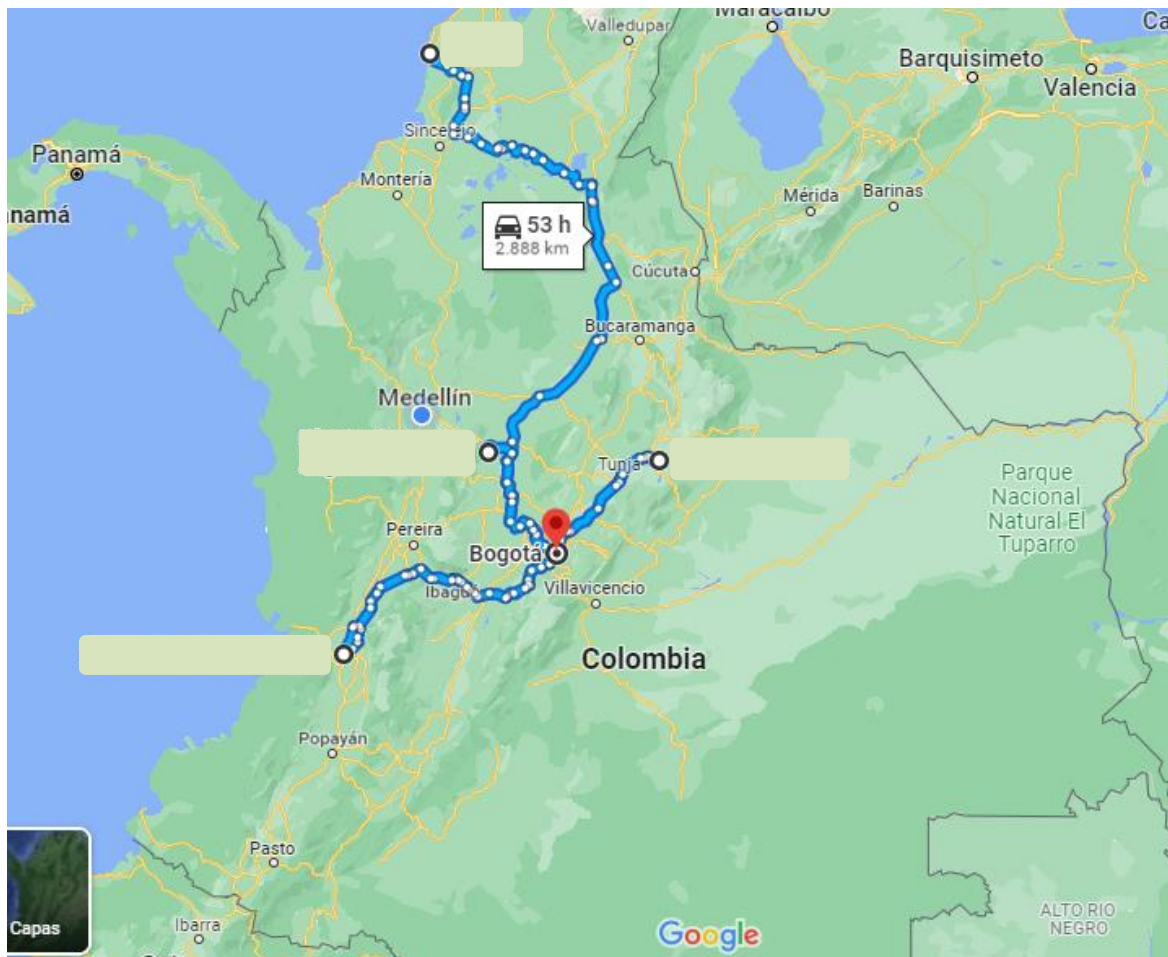 Maracaibo
Valledupar
Ca
Barquisimeto
Valencia
Sincelejo
Panamá
anamá
Montería
Mérida
Barinas
53 h
2.888 km
Cúcuta
Bucaramanga
Medellín
Tunja
Parque
Nacional
Natural El
Tuparro
Pereira
Bogotá
Ibagué
Villavicencio
Colombia
Popayán
Pasto
Capas
Ibarra
Google
ALTO RIO
NEGRO